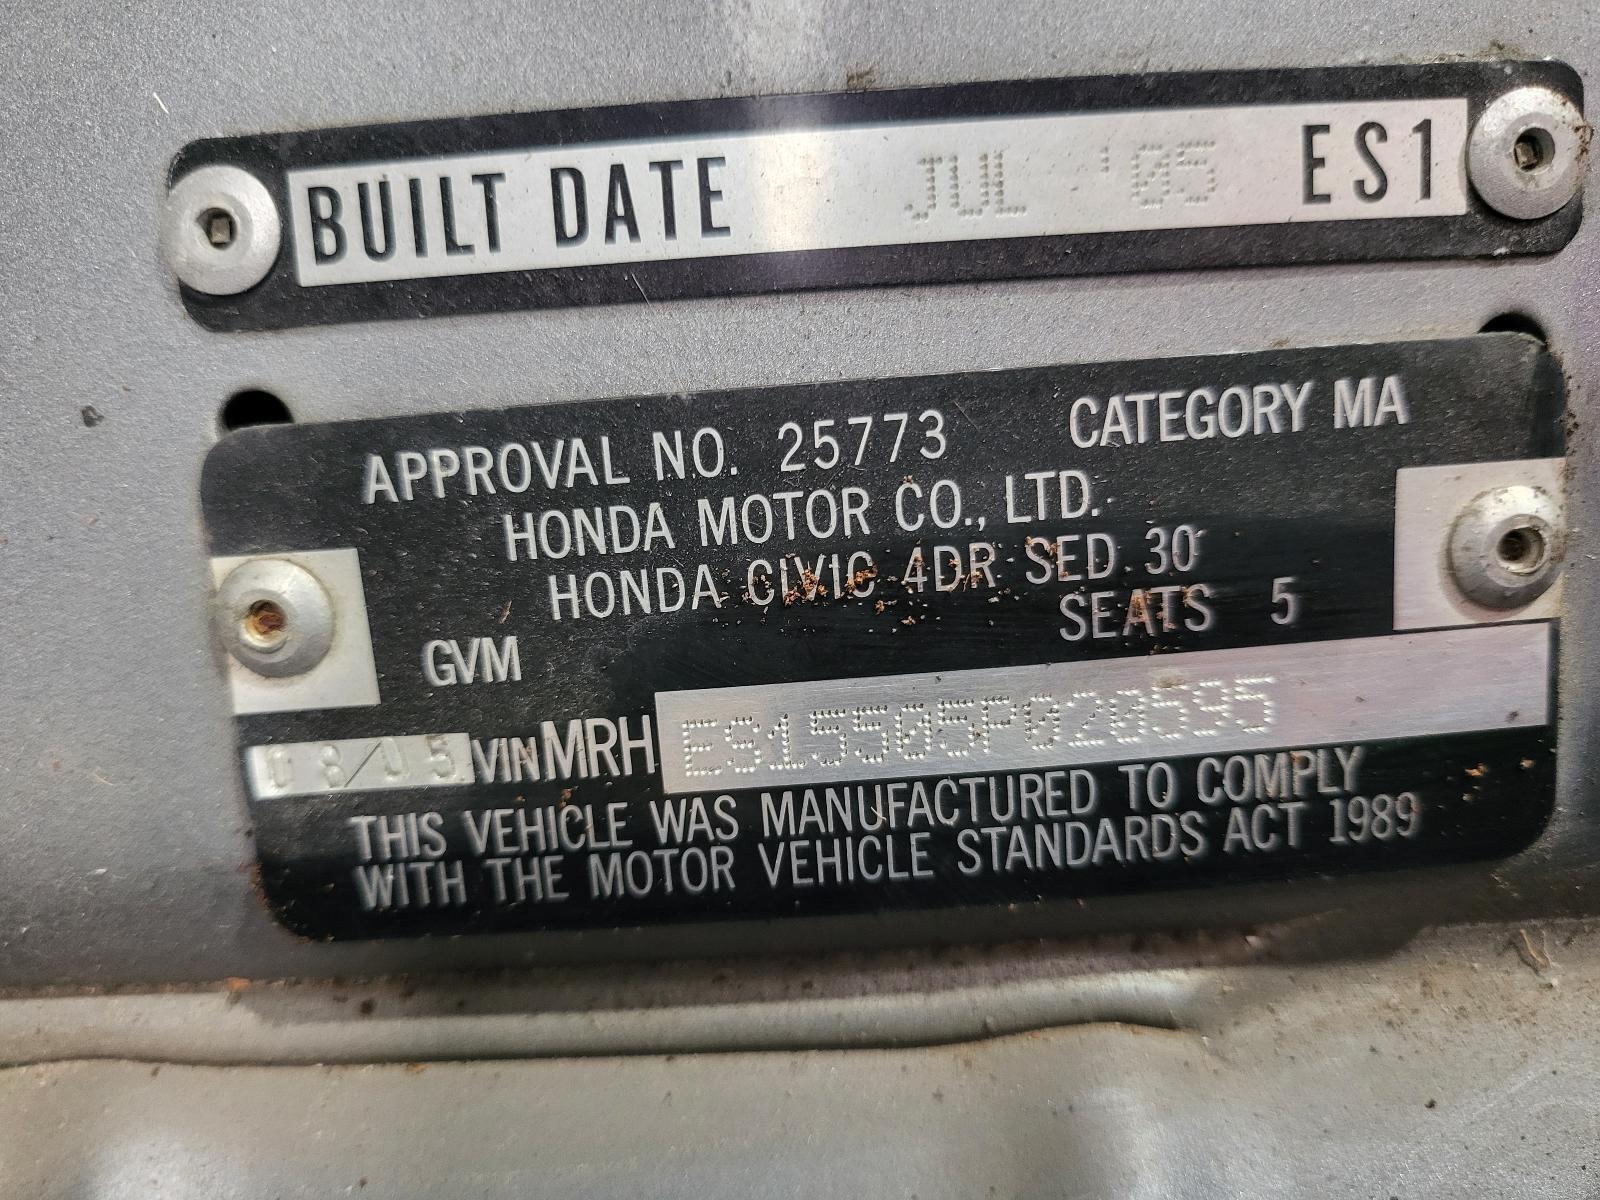 BUILT DATE JUL '05 ES1
APPROVAL NO. 25773 CATEGORY MA
HONDA MOTOR CO., LTD.
HONDA CIVIC 4DR SED 30
SEATS 5
GVM
08/05 VIN MRH ES15505P020595
THIS VEHICLE WAS MANUFACTURED TO COMPLY
WITH THE MOTOR VEHICLE STANDARDS ACT 1989